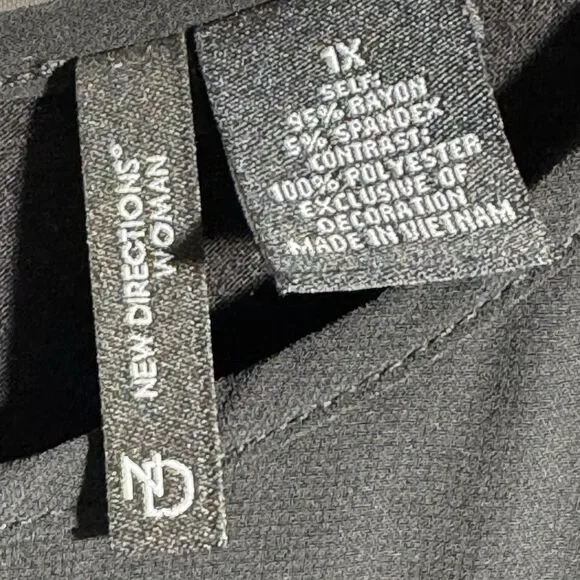 NEW DIRECTIONS®
WOMAN
ND
1X
SELF:
95% RAYON
5% SPANDEX
CONTRAST:
100% POLYESTER
EXCLUSIVE OF
DECORATION
MADE IN VIETNAM